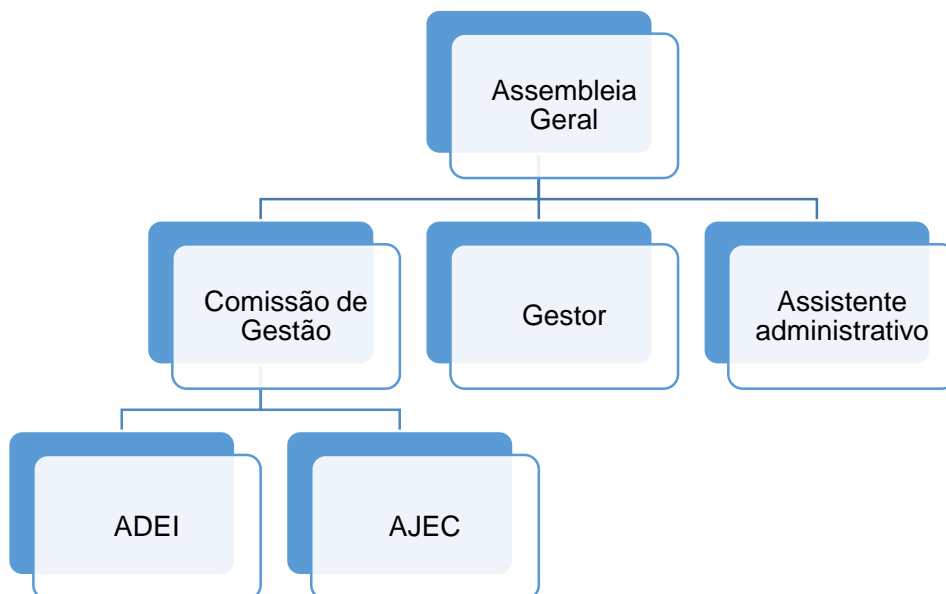 Assembleia
Geral
Comissão de
Gestão
Gestor
Assistente
administrativo
ADEI
AJEC